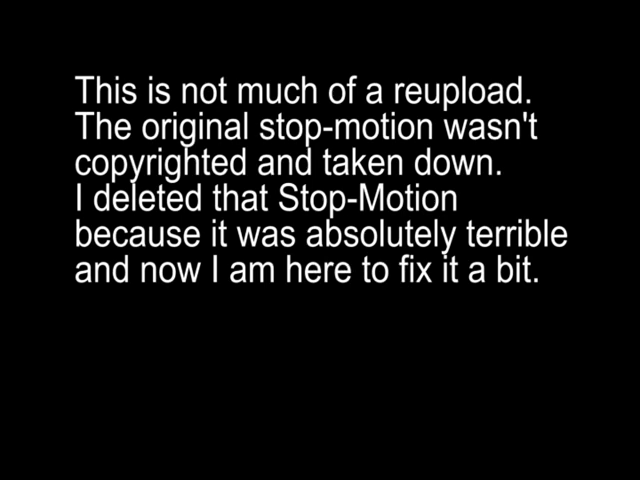 This is not much of a reupload.
The original stop-motion wasn't
copyrighted and taken down.
I deleted that Stop-Motion
because it was absolutely terrible
and now I am here to fix it a bit.